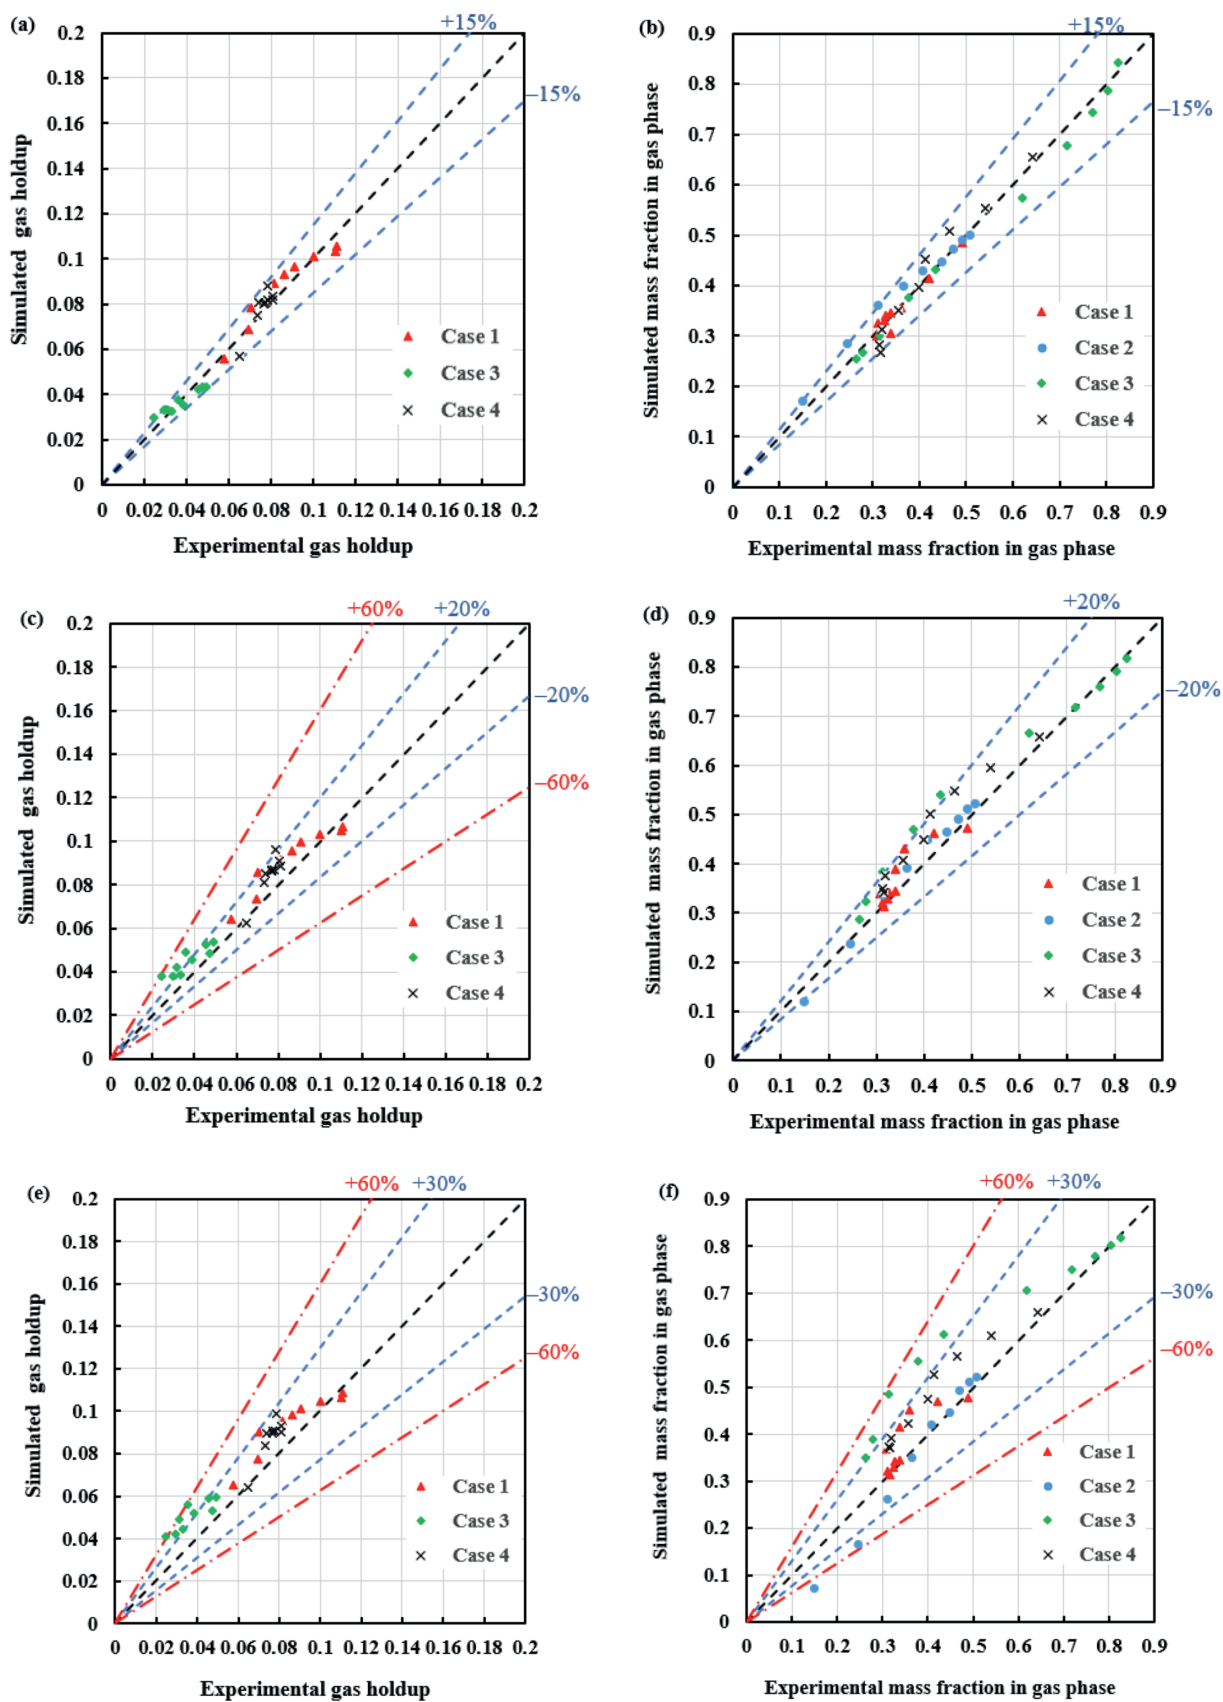 (a)
+15%
–15%
Simulated gas holdup
0.2
0.18
0.16
0.14
0.12
0.1
0.08
0.06
0.04
0.02
0
Case 1
Case 3
Case 4
0 0.02 0.04 0.06 0.08 0.1 0.12 0.14 0.16 0.18 0.2
Experimental gas holdup
(b)
+15%
–15%
Simulated mass fraction in gas phase
0.9
0.8
0.7
0.6
0.5
0.4
0.3
0.2
0.1
0
Case 1
Case 2
Case 3
Case 4
0 0.1 0.2 0.3 0.4 0.5 0.6 0.7 0.8 0.9
Experimental mass fraction in gas phase
(c)
+60%
+20%
–20%
–60%
Simulated gas holdup
0.2
0.18
0.16
0.14
0.12
0.1
0.08
0.06
0.04
0.02
0
Case 1
Case 3
Case 4
0 0.02 0.04 0.06 0.08 0.1 0.12 0.14 0.16 0.18 0.2
Experimental gas holdup
(d)
+20%
–20%
Simulated mass fraction in gas phase
0.9
0.8
0.7
0.6
0.5
0.4
0.3
0.2
0.1
0
Case 1
Case 2
Case 3
Case 4
0 0.1 0.2 0.3 0.4 0.5 0.6 0.7 0.8 0.9
Experimental mass fraction in gas phase
(e)
+60%
+30%
–30%
–60%
Simulated gas holdup
0.2
0.18
0.16
0.14
0.12
0.1
0.08
0.06
0.04
0.02
0
Case 1
Case 3
Case 4
0 0.02 0.04 0.06 0.08 0.1 0.12 0.14 0.16 0.18 0.2
Experimental gas holdup
(f)
+60%
+30%
–30%
–60%
Simulated mass fraction in gas phase
0.9
0.8
0.7
0.6
0.5
0.4
0.3
0.2
0.1
0
Case 1
Case 2
Case 3
Case 4
0 0.1 0.2 0.3 0.4 0.5 0.6 0.7 0.8 0.9
Experimental mass fraction in gas phase